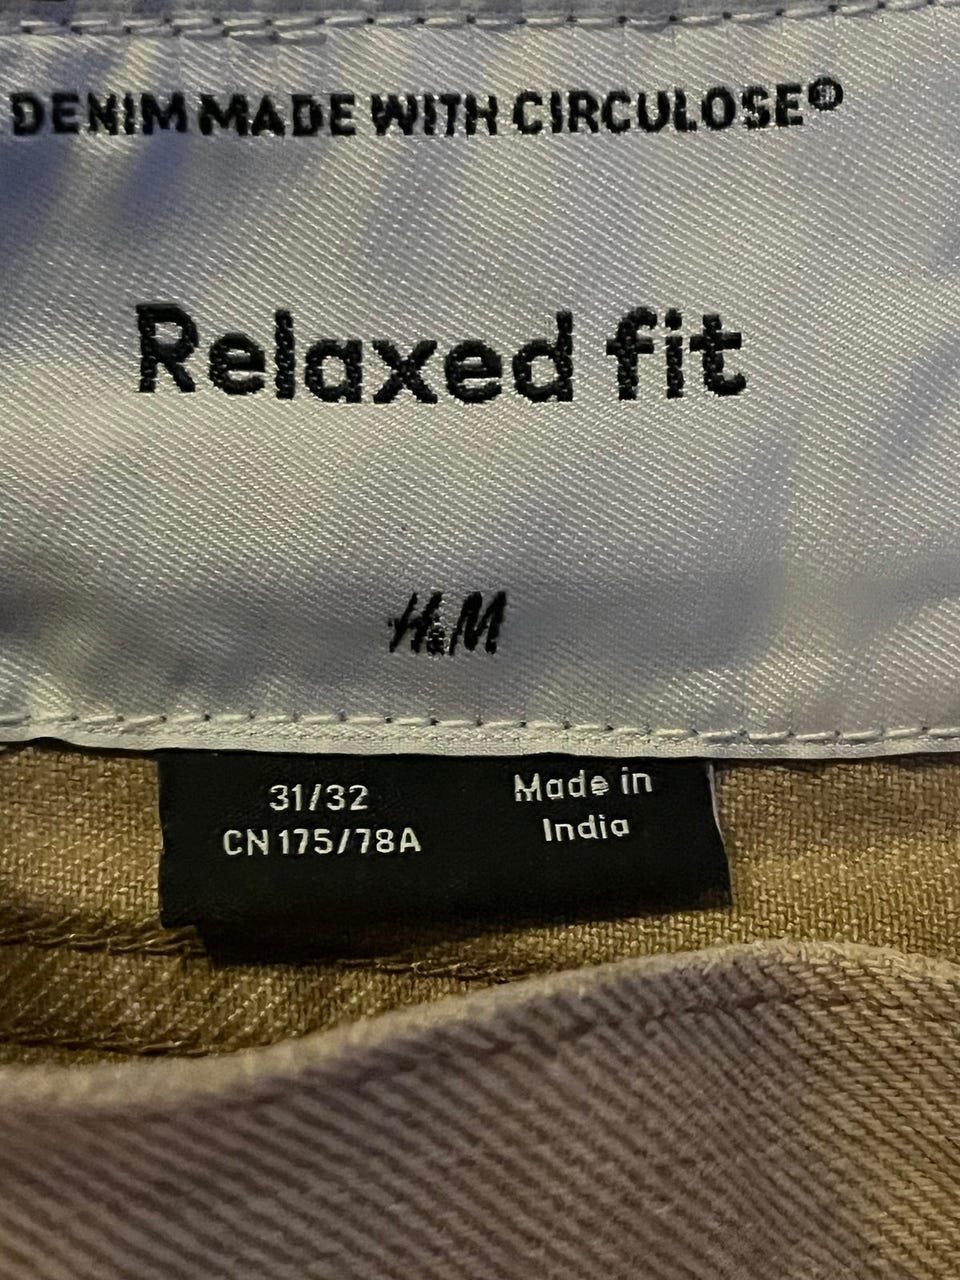 DENIM MADE WITH CIRCULOSE®
Relaxed fit
H&M
31/32
CN 175/78A
Made in
India